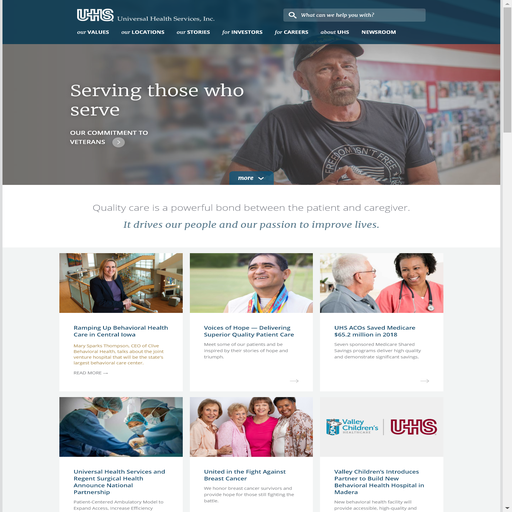 UHS Universal Health Services, Inc.
What can we help you with?
our VALUES our LOCATIONS our STORIES for INVESTORS for CAREERS about UHS NEWSROOM
Serving those who
serve
OUR COMMITMENT TO
VETERANS
FREEDOM ISN'T FREE
more
Quality care is a powerful bond between the patient and caregiver.
It drives our people and our passion to improve lives.
Ramping Up Behavioral Health
Care in Central Iowa
Mary Sparks Thompson, CEO of Clive
Behavioral Health, talks about the joint
venture hospital that will be the state's
largest behavioral care center.
READ MORE →
Voices of Hope — Delivering
Superior Quality Patient Care
Meet some of our patients and be
inspired by their stories of hope and
triumph.
UHS ACOs Saved Medicare
$65.2 million in 2018
Seven sponsored Medicare Shared
Savings programs deliver high quality
and demonstrate significant savings.
Valley
Children's
HEALTHCARE
UHS
Universal Health Services and
Regent Surgical Health
Announce National
Partnership
Patient-Centered Ambulatory Model to
Expand Access, Increase Efficiency
United in the Fight Against
Breast Cancer
We honor breast cancer survivors and
provide hope for those still fighting the
battle.
Valley Children's Introduces
Partner to Build New
Behavioral Health Hospital in
Madera
New behavioral health facility will
provide accessible, high-quality and